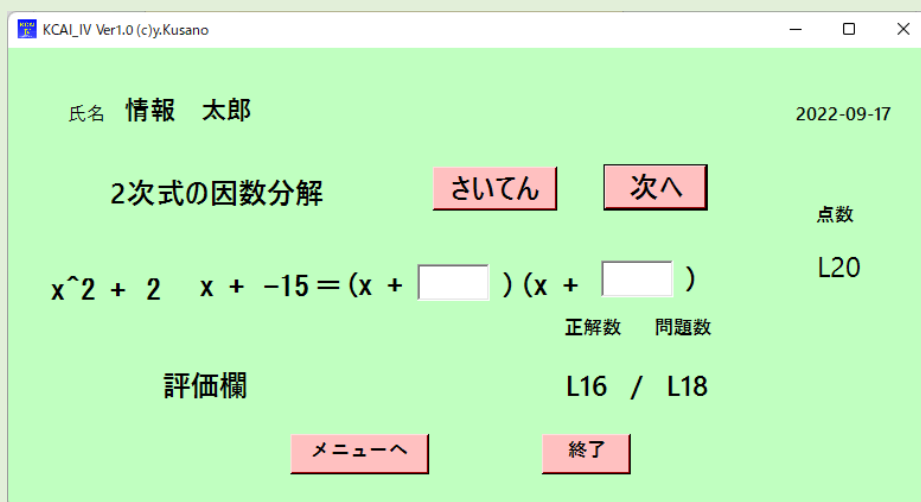 KCAI_IV Ver1.0 (c)y.Kusano
氏名 情報 太郎 2022-09-17
2次式の因数分解 さいてん 次へ
点数
L20
x^2 + 2 x + -15=(x + )(x + )
正解数 問題数
評価欄 L16 / L18
メニューへ 終了